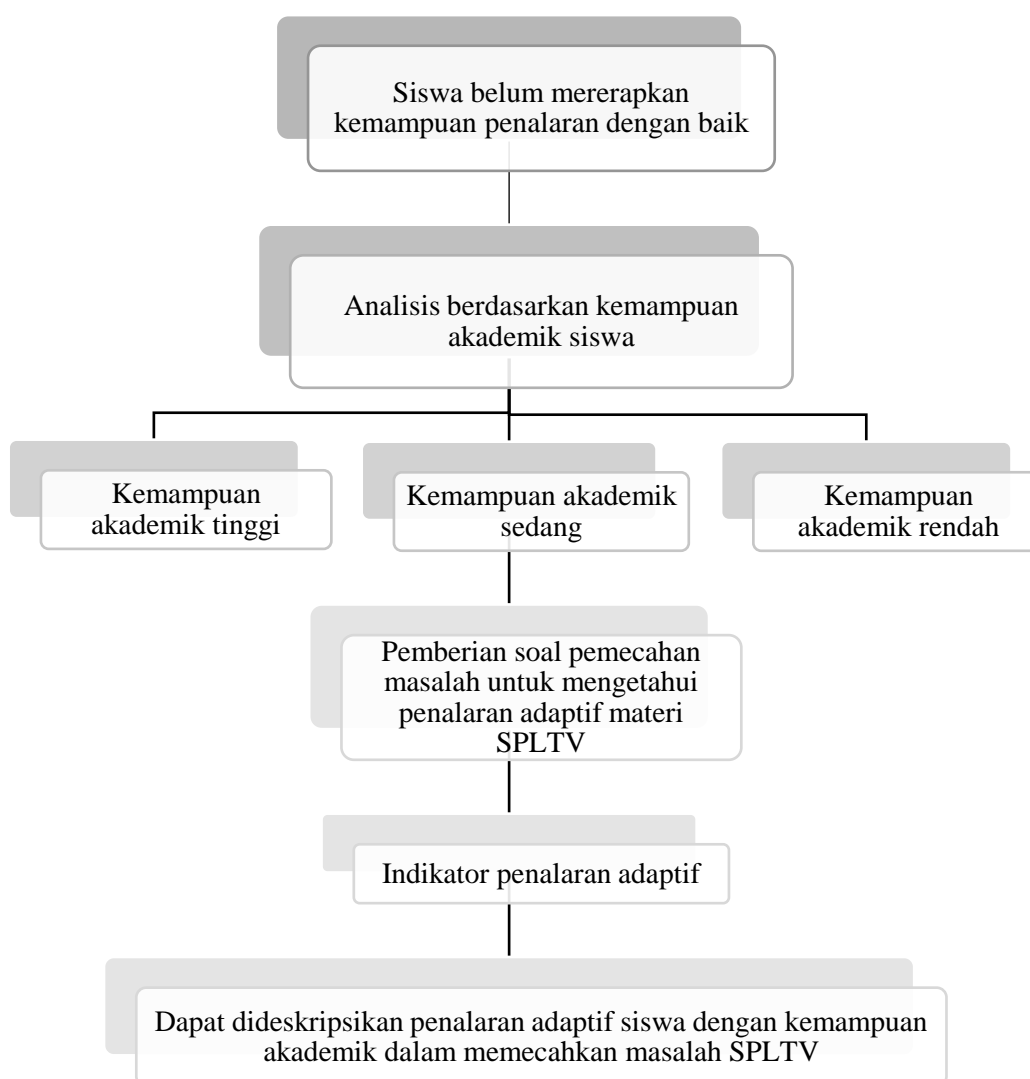 Siswa belum mererapkan
kemampuan penalaran dengan baik
Analisis berdasarkan kemampuan
akademik siswa
Kemampuan
akademik tinggi
Kemampuan akademik
sedang
Kemampuan
akademik rendah
Pemberian soal pemecahan
masalah untuk mengetahui
penalaran adaptif materi
SPLTV
Indikator penalaran adaptif
Dapat dideskripsikan penalaran adaptif siswa dengan kemampuan
akademik dalam memecahkan masalah SPLTV